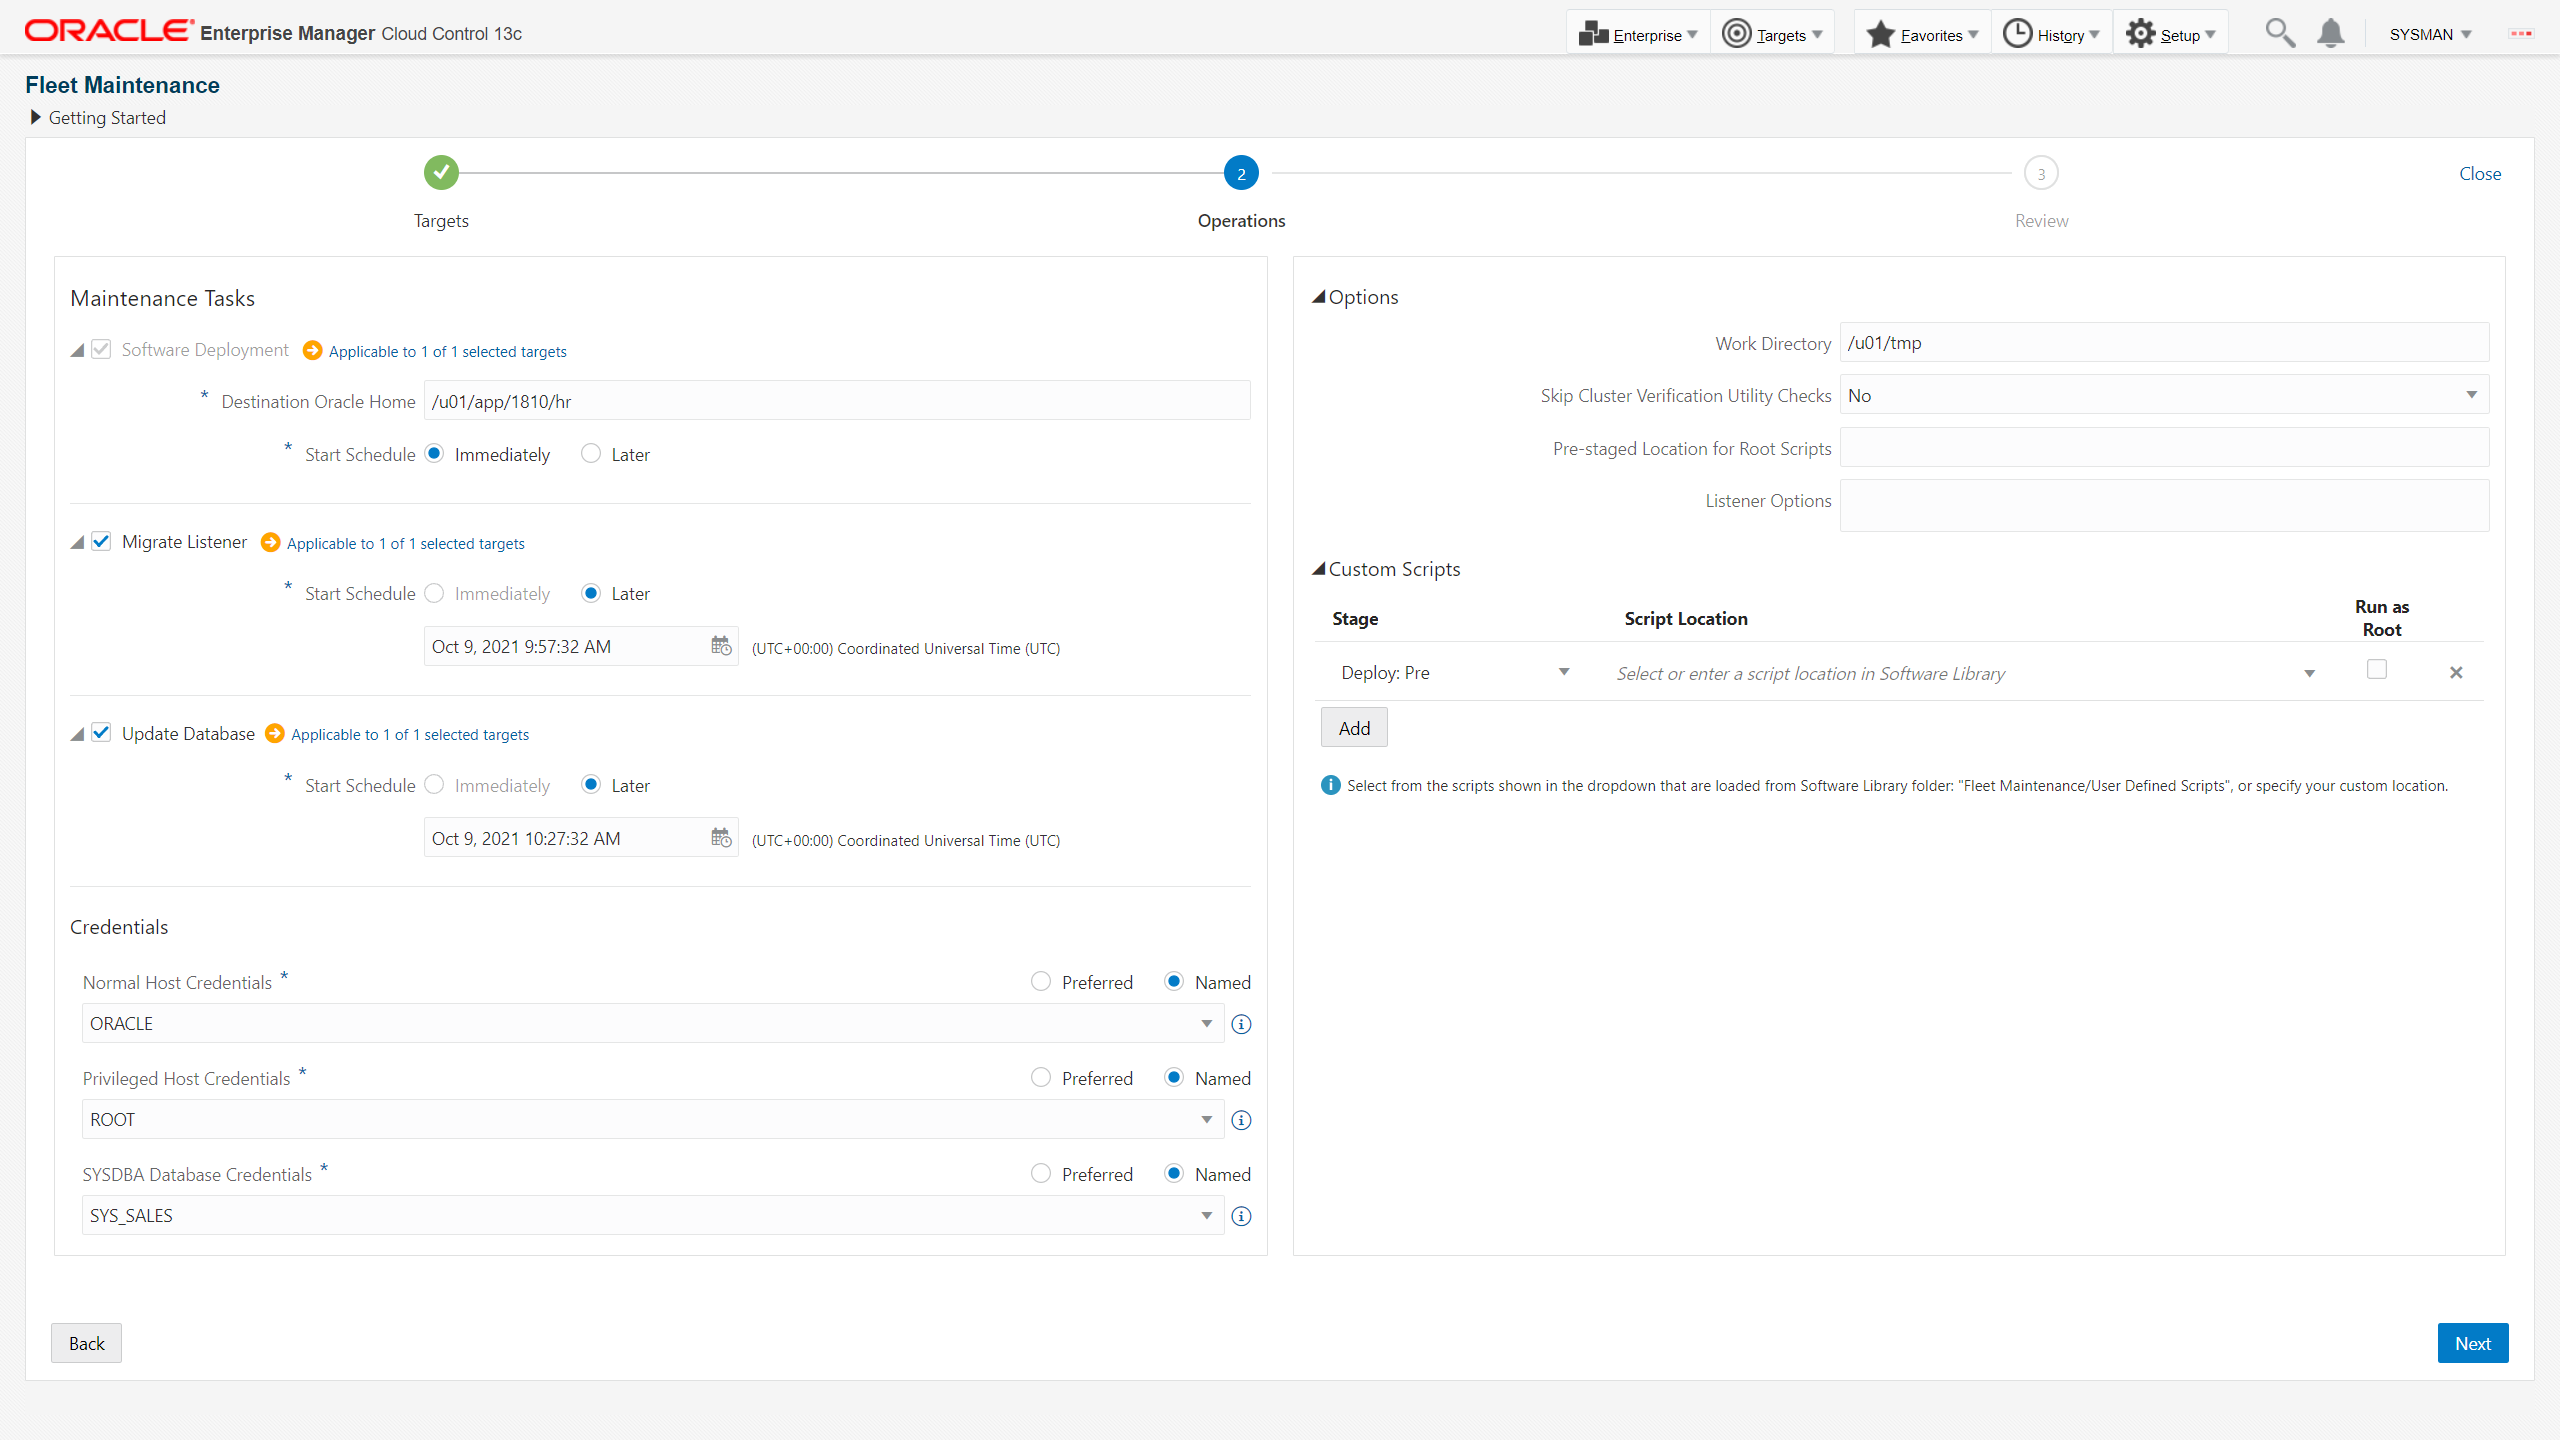 ORACLE Enterprise Manager Cloud Control 13c
Enterprise Targets Favorites History Setup SYSMAN
Fleet Maintenance
Getting Started
2 3 Close
Targets Operations Review
Maintenance Tasks
Software Deployment Applicable to 1 of 1 selected targets
* Destination Oracle Home /u01/app/1810/hr
* Start Schedule Immediately Later
Migrate Listener Applicable to 1 of 1 selected targets
* Start Schedule Immediately Later
Oct 9, 2021 9:57:32 AM (UTC+00:00) Coordinated Universal Time (UTC)
Update Database Applicable to 1 of 1 selected targets
* Start Schedule Immediately Later
Oct 9, 2021 10:27:32 AM (UTC+00:00) Coordinated Universal Time (UTC)
Credentials
Normal Host Credentials * Preferred Named
ORACLE
Privileged Host Credentials * Preferred Named
ROOT
SYSDBA Database Credentials * Preferred Named
SYS_SALES
Options
Work Directory /u01/tmp
Skip Cluster Verification Utility Checks No
Pre-staged Location for Root Scripts
Listener Options
Custom Scripts
Stage Script Location Run as Root
Deploy: Pre Select or enter a script location in Software Library
Add
Select from the scripts shown in the dropdown that are loaded from Software Library folder: "Fleet Maintenance/User Defined Scripts", or specify your custom location.
Back Next